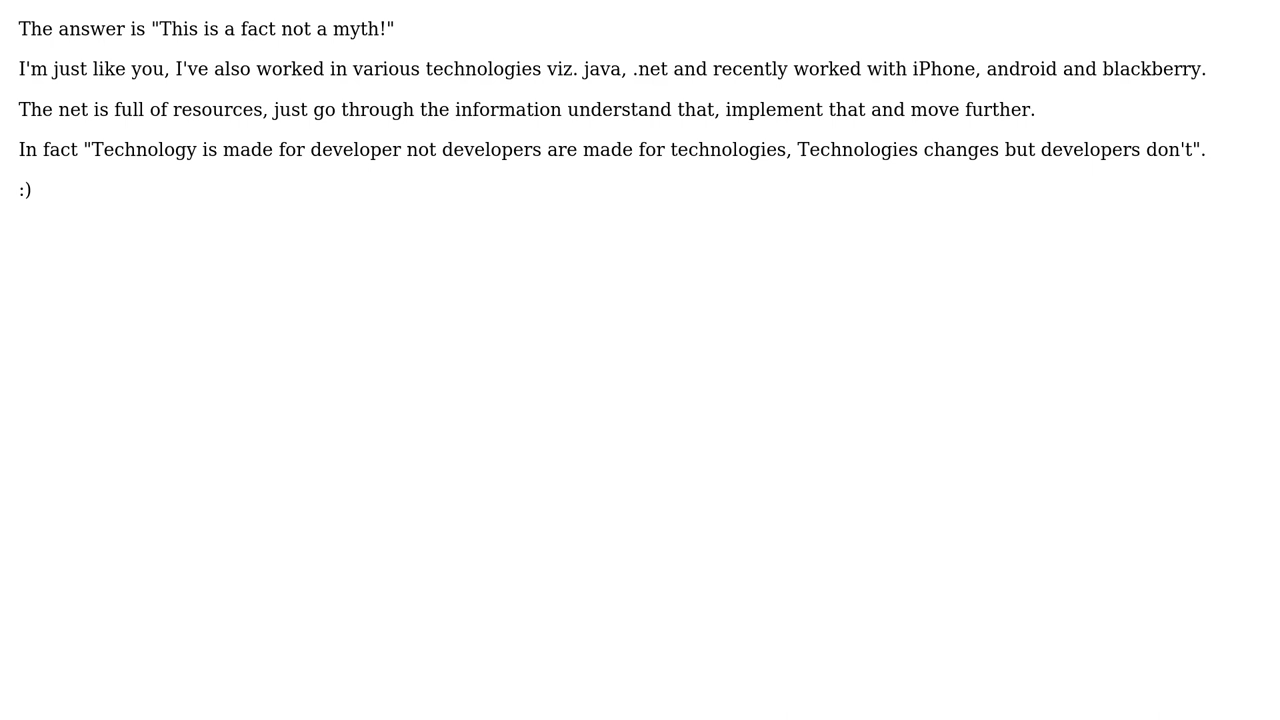 The answer is "This is a fact not a myth!"
I'm just like you, I've also worked in various technologies viz. java, .net and recently worked with iPhone, android and blackberry.
The net is full of resources, just go through the information understand that, implement that and move further.
In fact "Technology is made for developer not developers are made for technologies, Technologies changes but developers don't".
:)